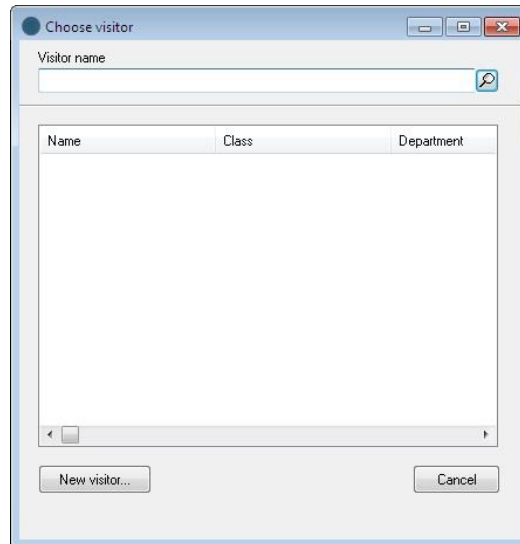 Choose visitor
Visitor name
Name Class Department
New visitor... Cancel